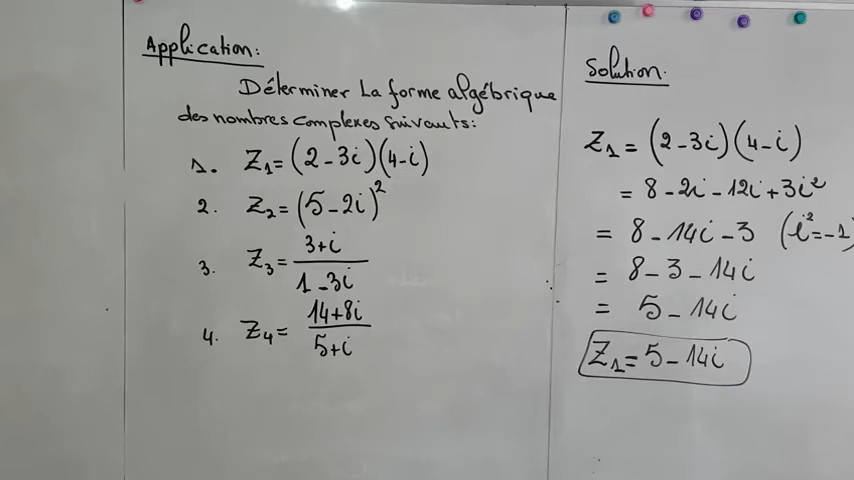 Application:
Déterminer la forme algébrique
des nombres complexes suivants:
1. Z₁ = (2-3i)(4-i)
2. Z₂ = (5-2i)²
3. Z₃ = (3+i)/(1-3i)
4. Z₄ = (14+8i)/(5+i)
Solution.
Z₁ = (2-3i)(4-i)
= 8-2i-12i+3i²
= 8-14i-3 (i²=-1)
= 8-3-14i
= 5-14i
Z₁ = 5-14i